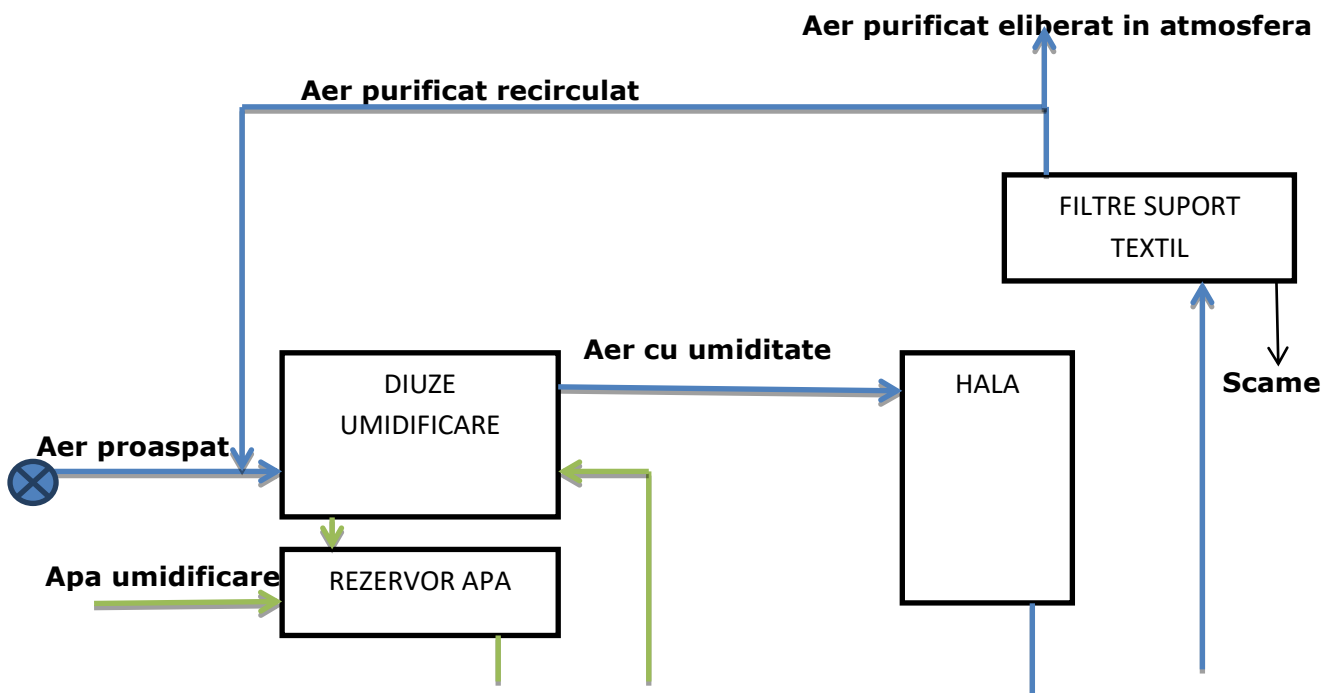 Aer purificat eliberat in atmosfera
Aer purificat recirculat
FILTRE SUPORT
TEXTIL
Aer cu umiditate
Scame
DIUZE
UMIDIFICARE
HALA
Aer proaspat
Apa umidificare
REZERVOR APA